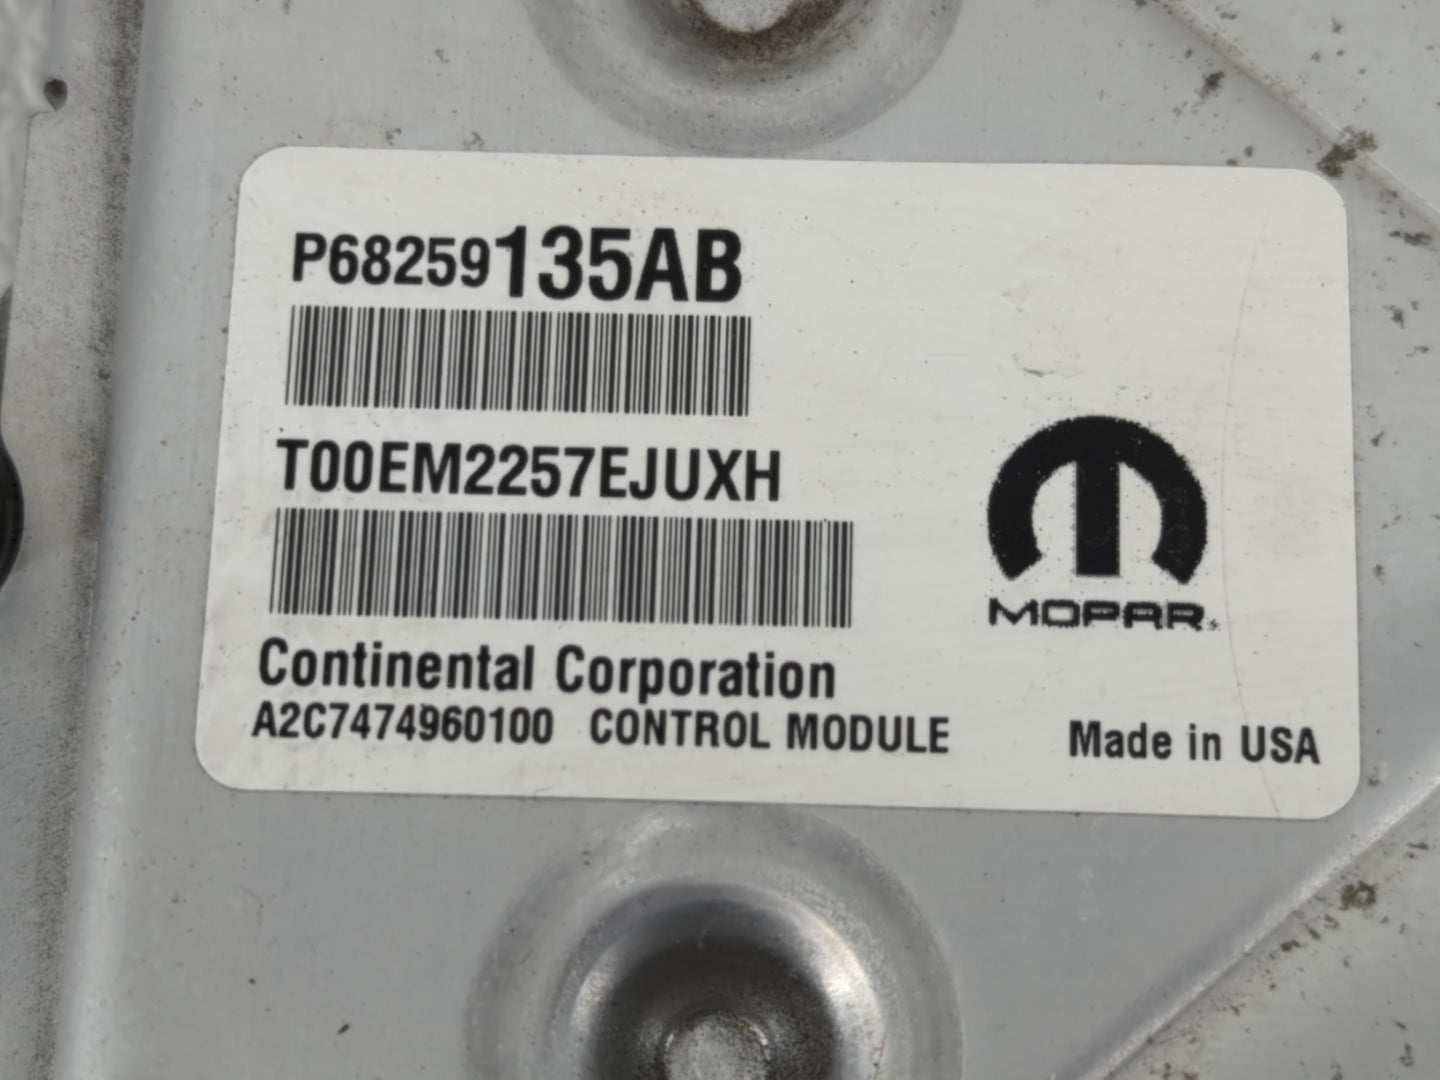 P68259135AB
T00EM2257EJUXH
MOPAR
Continental Corporation
A2C7474960100 CONTROL MODULE
Made in USA